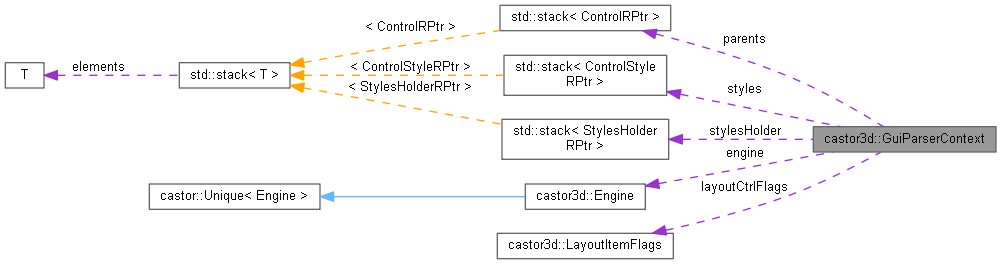 std::stack< ControlRPtr >
< ControlRPtr >
parents
elements
< ControlStyleRPtr >
std::stack< ControlStyle
RPtr >
T
std::stack< T >
< StylesHolderRPtr >
styles
std::stack< StylesHolder
RPtr >
stylesHolder
castor3d::GuiParserContext
engine
castor::Unique< Engine >
castor3d::Engine
layoutCtrlFlags
castor3d::LayoutItemFlags